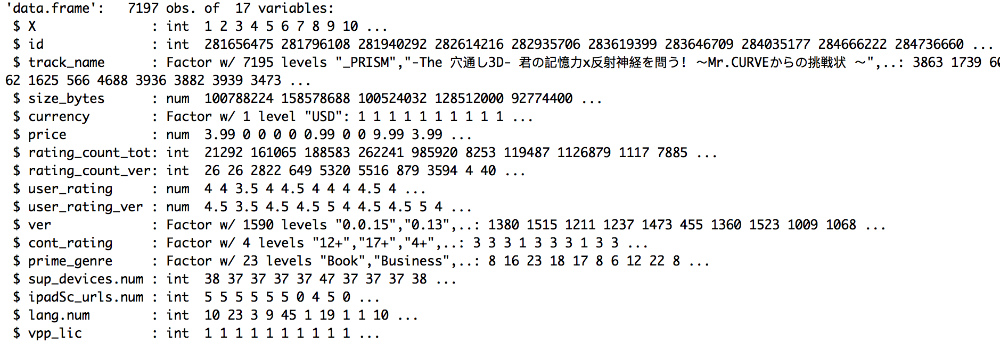 'data.frame':   7197 obs. of  17 variables:
 $ X               : int  1 2 3 4 5 6 7 8 9 10 ...
 $ id              : int  281656475 281796108 281940292 282614216 282935706 283619399 283646709 284035177 284666222 284736660 ...
 $ track_name      : Factor w/ 7195 levels "_PRISM","-The 穴通し3D- 君の記憶力x反射神経を問う! 〜Mr.CURVEからの挑戦状 〜",..: 3863 1739 60
62 1625 566 4688 3936 3882 3939 3473 ...
 $ size_bytes      : num  100788224 158578688 100524032 128512000 92774400 ...
 $ currency        : Factor w/ 1 level "USD": 1 1 1 1 1 1 1 1 1 1 ...
 $ price           : num  3.99 0 0 0 0 0.99 0 0 9.99 3.99 ...
 $ rating_count_tot: int  21292 161065 188583 262241 985920 8253 119487 1126879 1117 7885 ...
 $ rating_count_ver: int  26 26 2822 649 5320 5516 879 3594 4 40 ...
 $ user_rating     : num  4 4 3.5 4 4.5 4 4 4 4.5 4 ...
 $ user_rating_ver : num  4.5 3.5 4.5 4.5 5 4 4.5 4.5 5 4 ...
 $ ver             : Factor w/ 1590 levels "0.0.15","0.13",..: 1380 1515 1211 1237 1473 455 1360 1523 1009 1068 ...
 $ cont_rating     : Factor w/ 4 levels "12+","17+","4+",..: 3 3 3 1 3 3 3 1 3 3 ...
 $ prime_genre     : Factor w/ 23 levels "Book","Business",..: 8 16 23 18 17 8 6 12 22 8 ...
 $ sup_devices.num : int  38 37 37 37 37 47 37 37 37 38 ...
 $ ipadSc_urls.num : int  5 5 5 5 5 5 0 4 5 0 ...
 $ lang.num        : int  10 23 3 9 45 1 19 1 1 10 ...
 $ vpp_lic         : int  1 1 1 1 1 1 1 1 1 1 ...